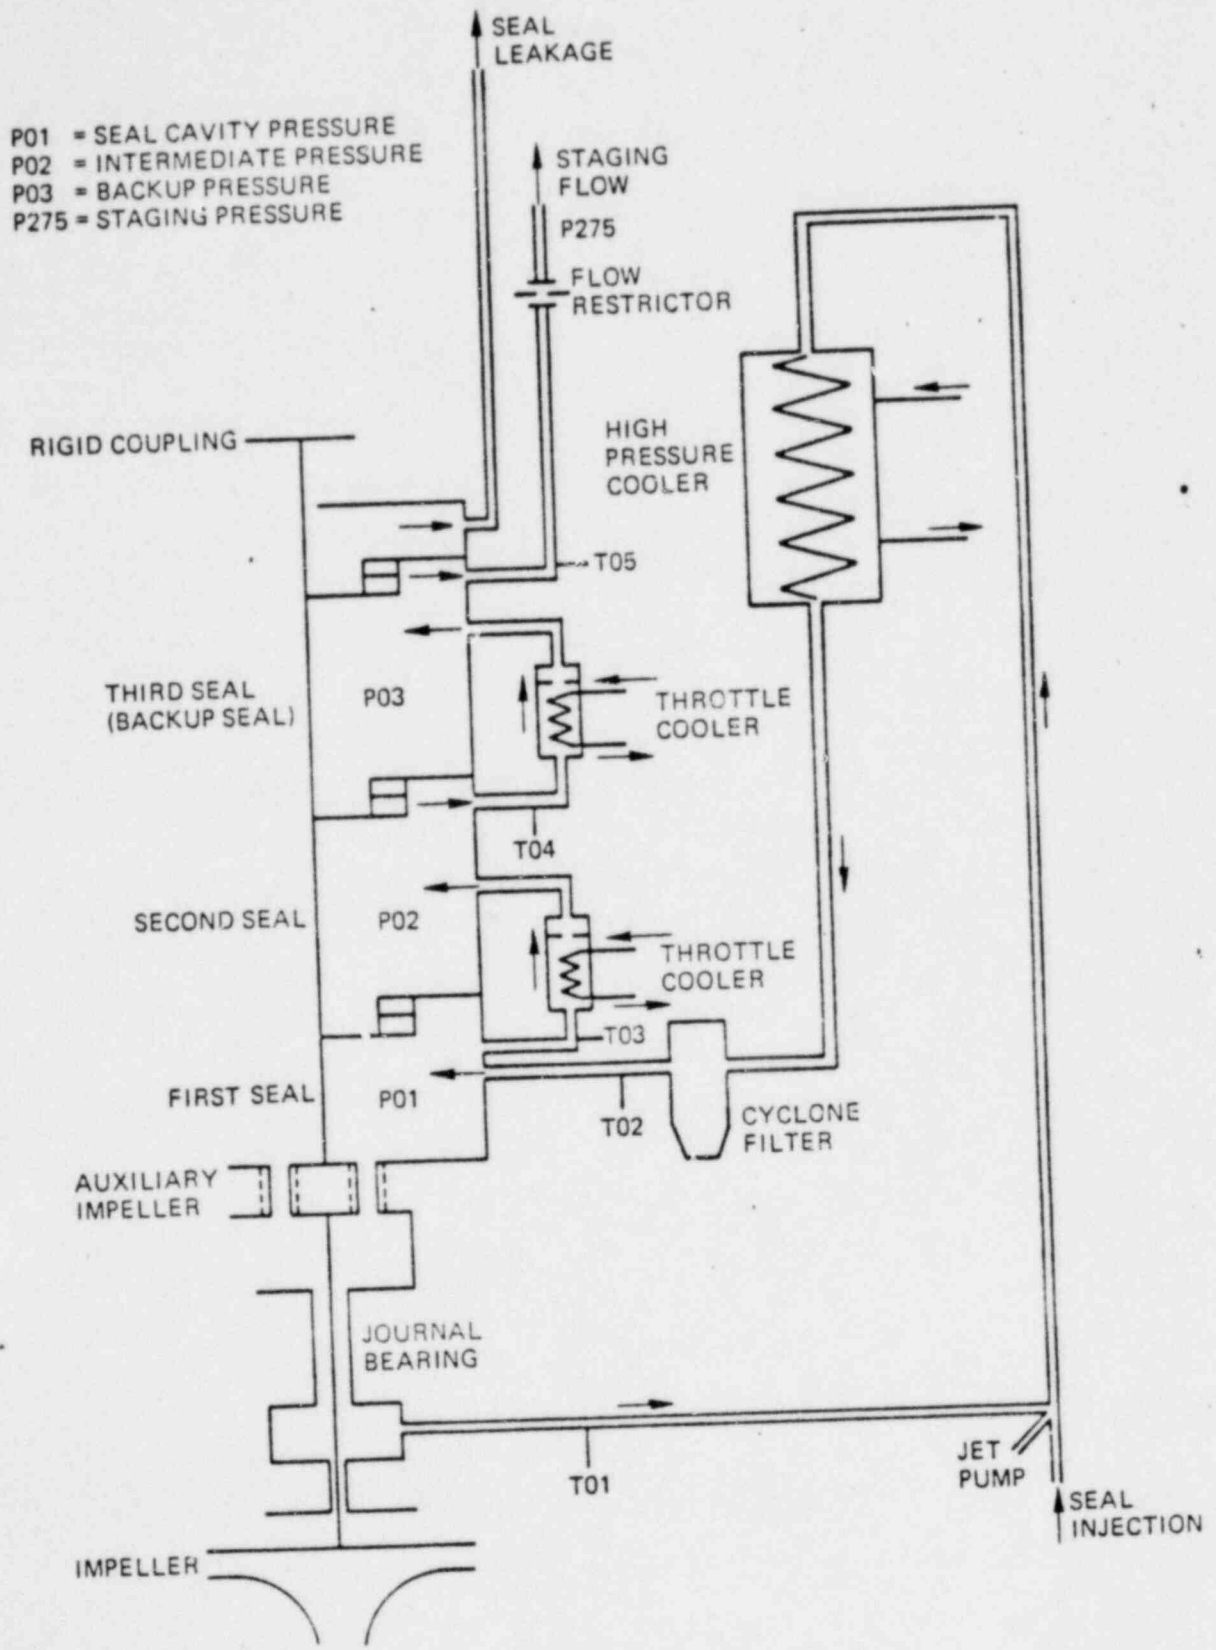 SEAL
LEAKAGE
P01 = SEAL CAVITY PRESSURE
P02 = INTERMEDIATE PRESSURE
P03 = BACKUP PRESSURE
P275 = STAGING PRESSURE
STAGING
FLOW
P275
FLOW
RESTRICTOR
RIGID COUPLING
HIGH
PRESSURE
COOLER
T05
THIRD SEAL
(BACKUP SEAL)
P03
THROTTLE
COOLER
T04
SECOND SEAL
P02
THROTTLE
COOLER
T03
FIRST SEAL
P01
T02
CYCLONE
FILTER
AUXILIARY
IMPELLER
JOURNAL
BEARING
T01
JET
PUMP
SEAL
INJECTION
IMPELLER